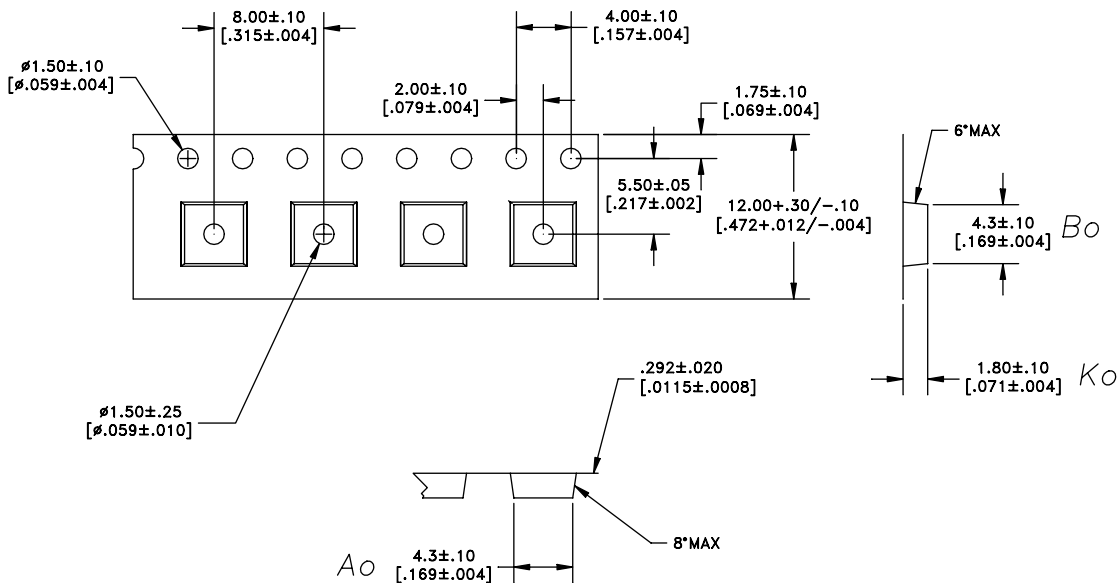 8.00±.10
[.315±.004]
4.00±.10
[.157±.004]
ø1.50±.10
[ø.059±.004]
2.00±.10
[.079±.004]
1.75±.10
[.069±.004]
6°MAX
5.50±.05
[.217±.002]
12.00+.30/-.10
[.472+.012/-.004]
4.3±.10
[.169±.004]
Bo
ø1.50±.25
[ø.059±.010]
.292±.020
[.0115±.0008]
1.80±.10
[.071±.004]
Ko
8°MAX
Ao
4.3±.10
[.169±.004]